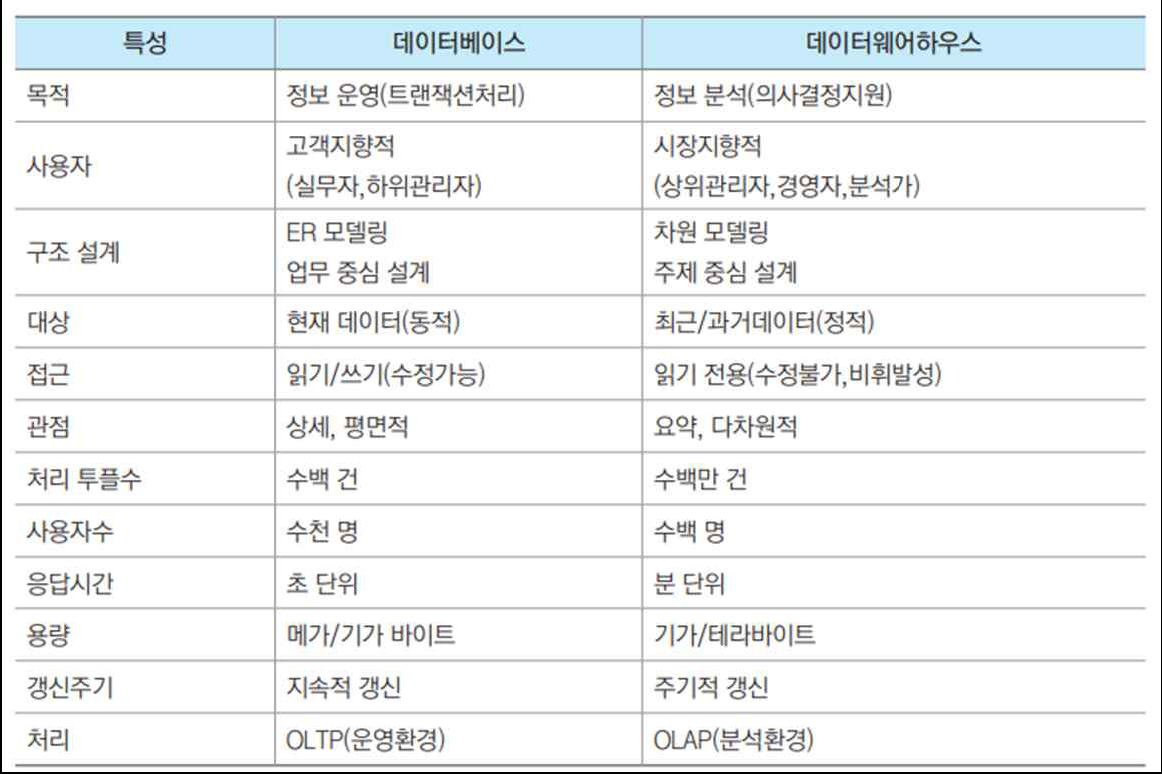 특성 데이터베이스 데이터웨어하우스
목적 정보 운영(트랜잭션처리) 정보 분석(의사결정지원)
사용자 고객지향적 시장지향적
(실무자,하위관리자) (상위관리자,경영자,분석가)
구조 설계 ER 모델링 차원 모델링
업무 중심 설계 주제 중심 설계
대상 현재 데이터(동적) 최근/과거데이터(정적)
접근 읽기/쓰기(수정가능) 읽기 전용(수정불가,비휘발성)
관점 상세, 평면적 요약, 다차원적
처리 투플수 수백 건 수백만 건
사용자수 수천 명 수백 명
응답시간 초 단위 분 단위
용량 메가/기가 바이트 기가/테라바이트
갱신주기 지속적 갱신 주기적 갱신
처리 OLTP(운영환경) OLAP(분석환경)